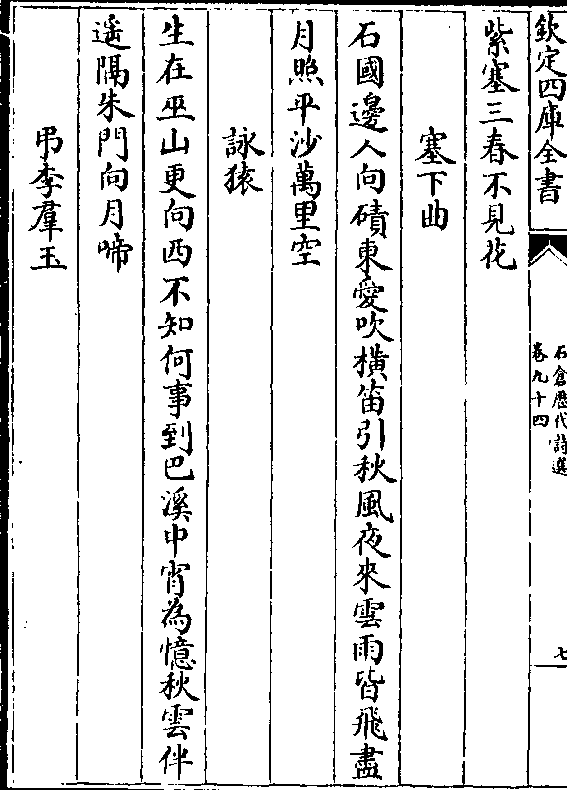 欽定四庫全書
石倉歷代詩選
卷九十四
七
紫塞三春不見花
塞下曲
石國邊人向磧東愛吹橫笛引秋風夜來雲雨皆飛盡
月照平沙萬里空
詠猿
生在巫山更向西不知何事到巴溪中宵為憶秋雲伴
遥隔朱門向月啼
弔李羣玉